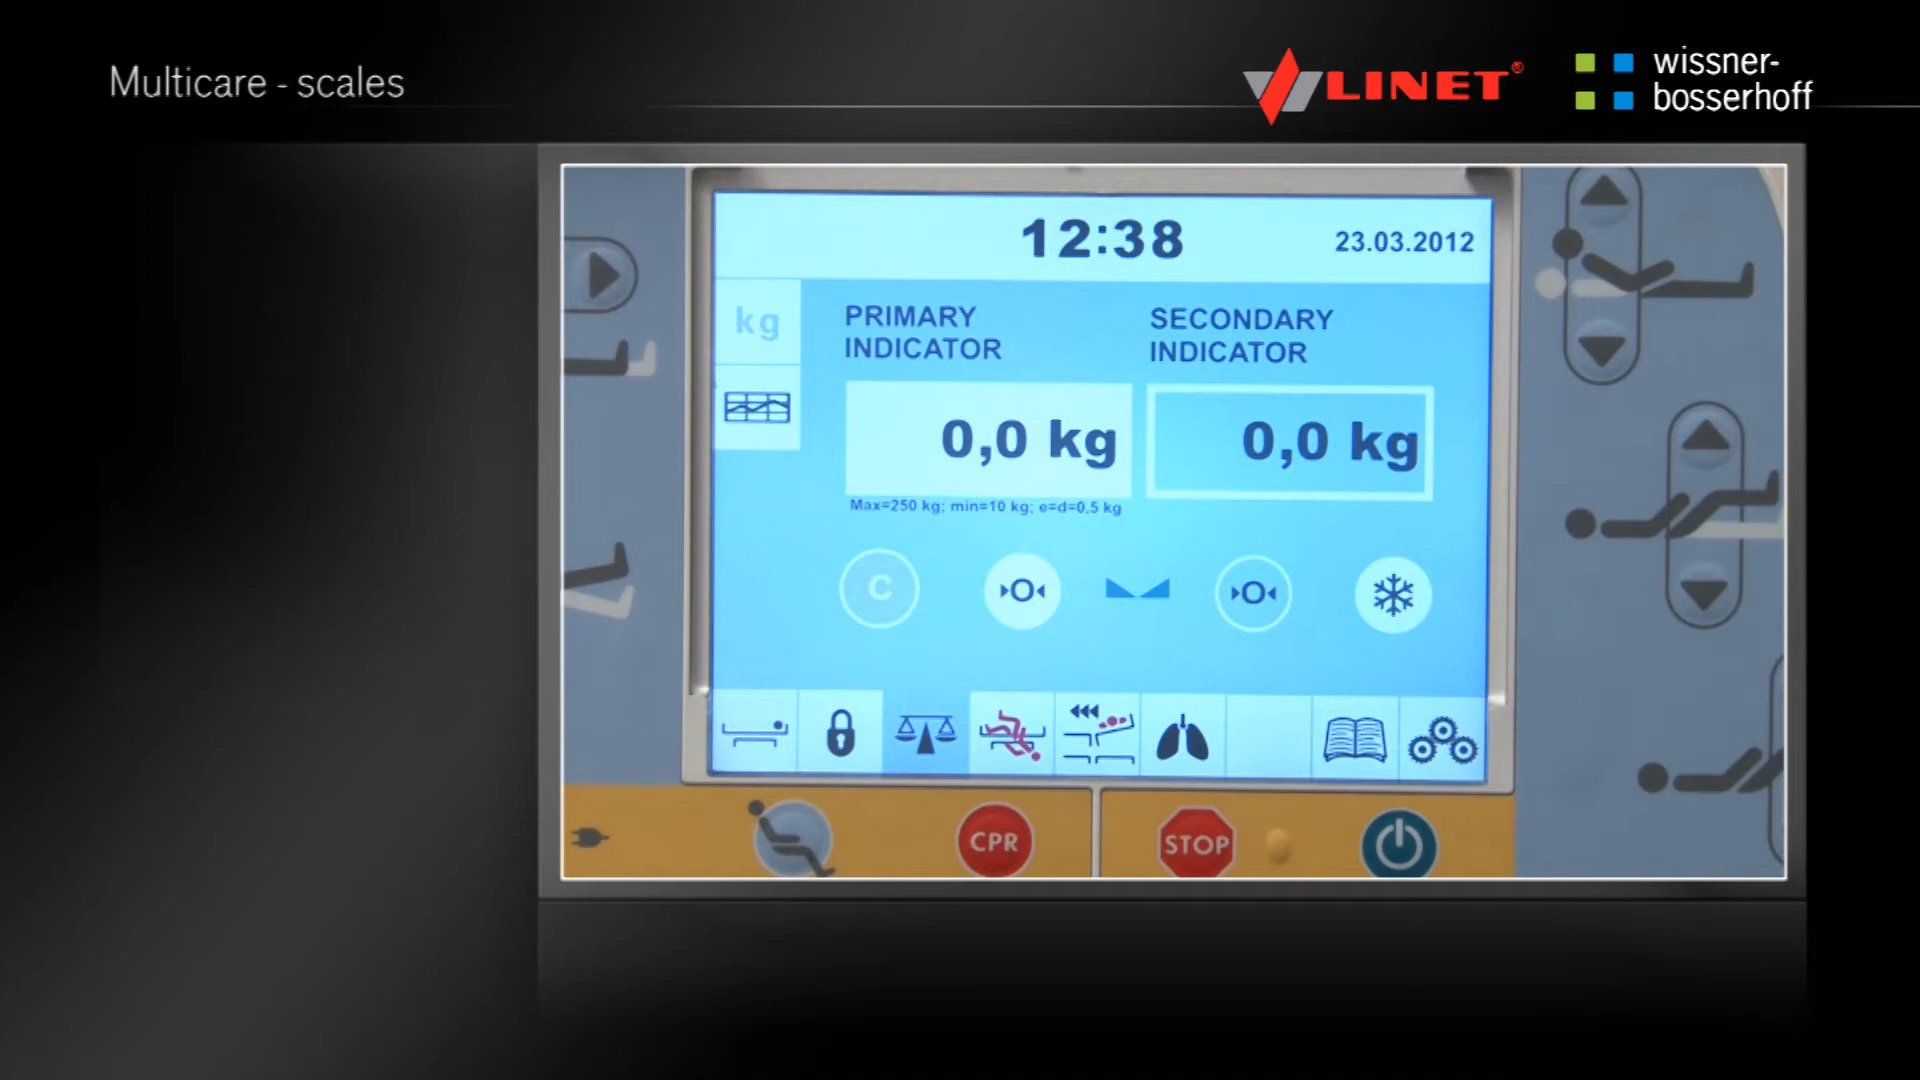 Multicare - scales
LINET®
wissner-
bosserhoff
12:38
23.03.2012
kg
PRIMARY
INDICATOR
SECONDARY
INDICATOR
0,0 kg
0,0 kg
Max=250 kg; min=10 kg; e=d=0,5 kg
C
CPR
STOP